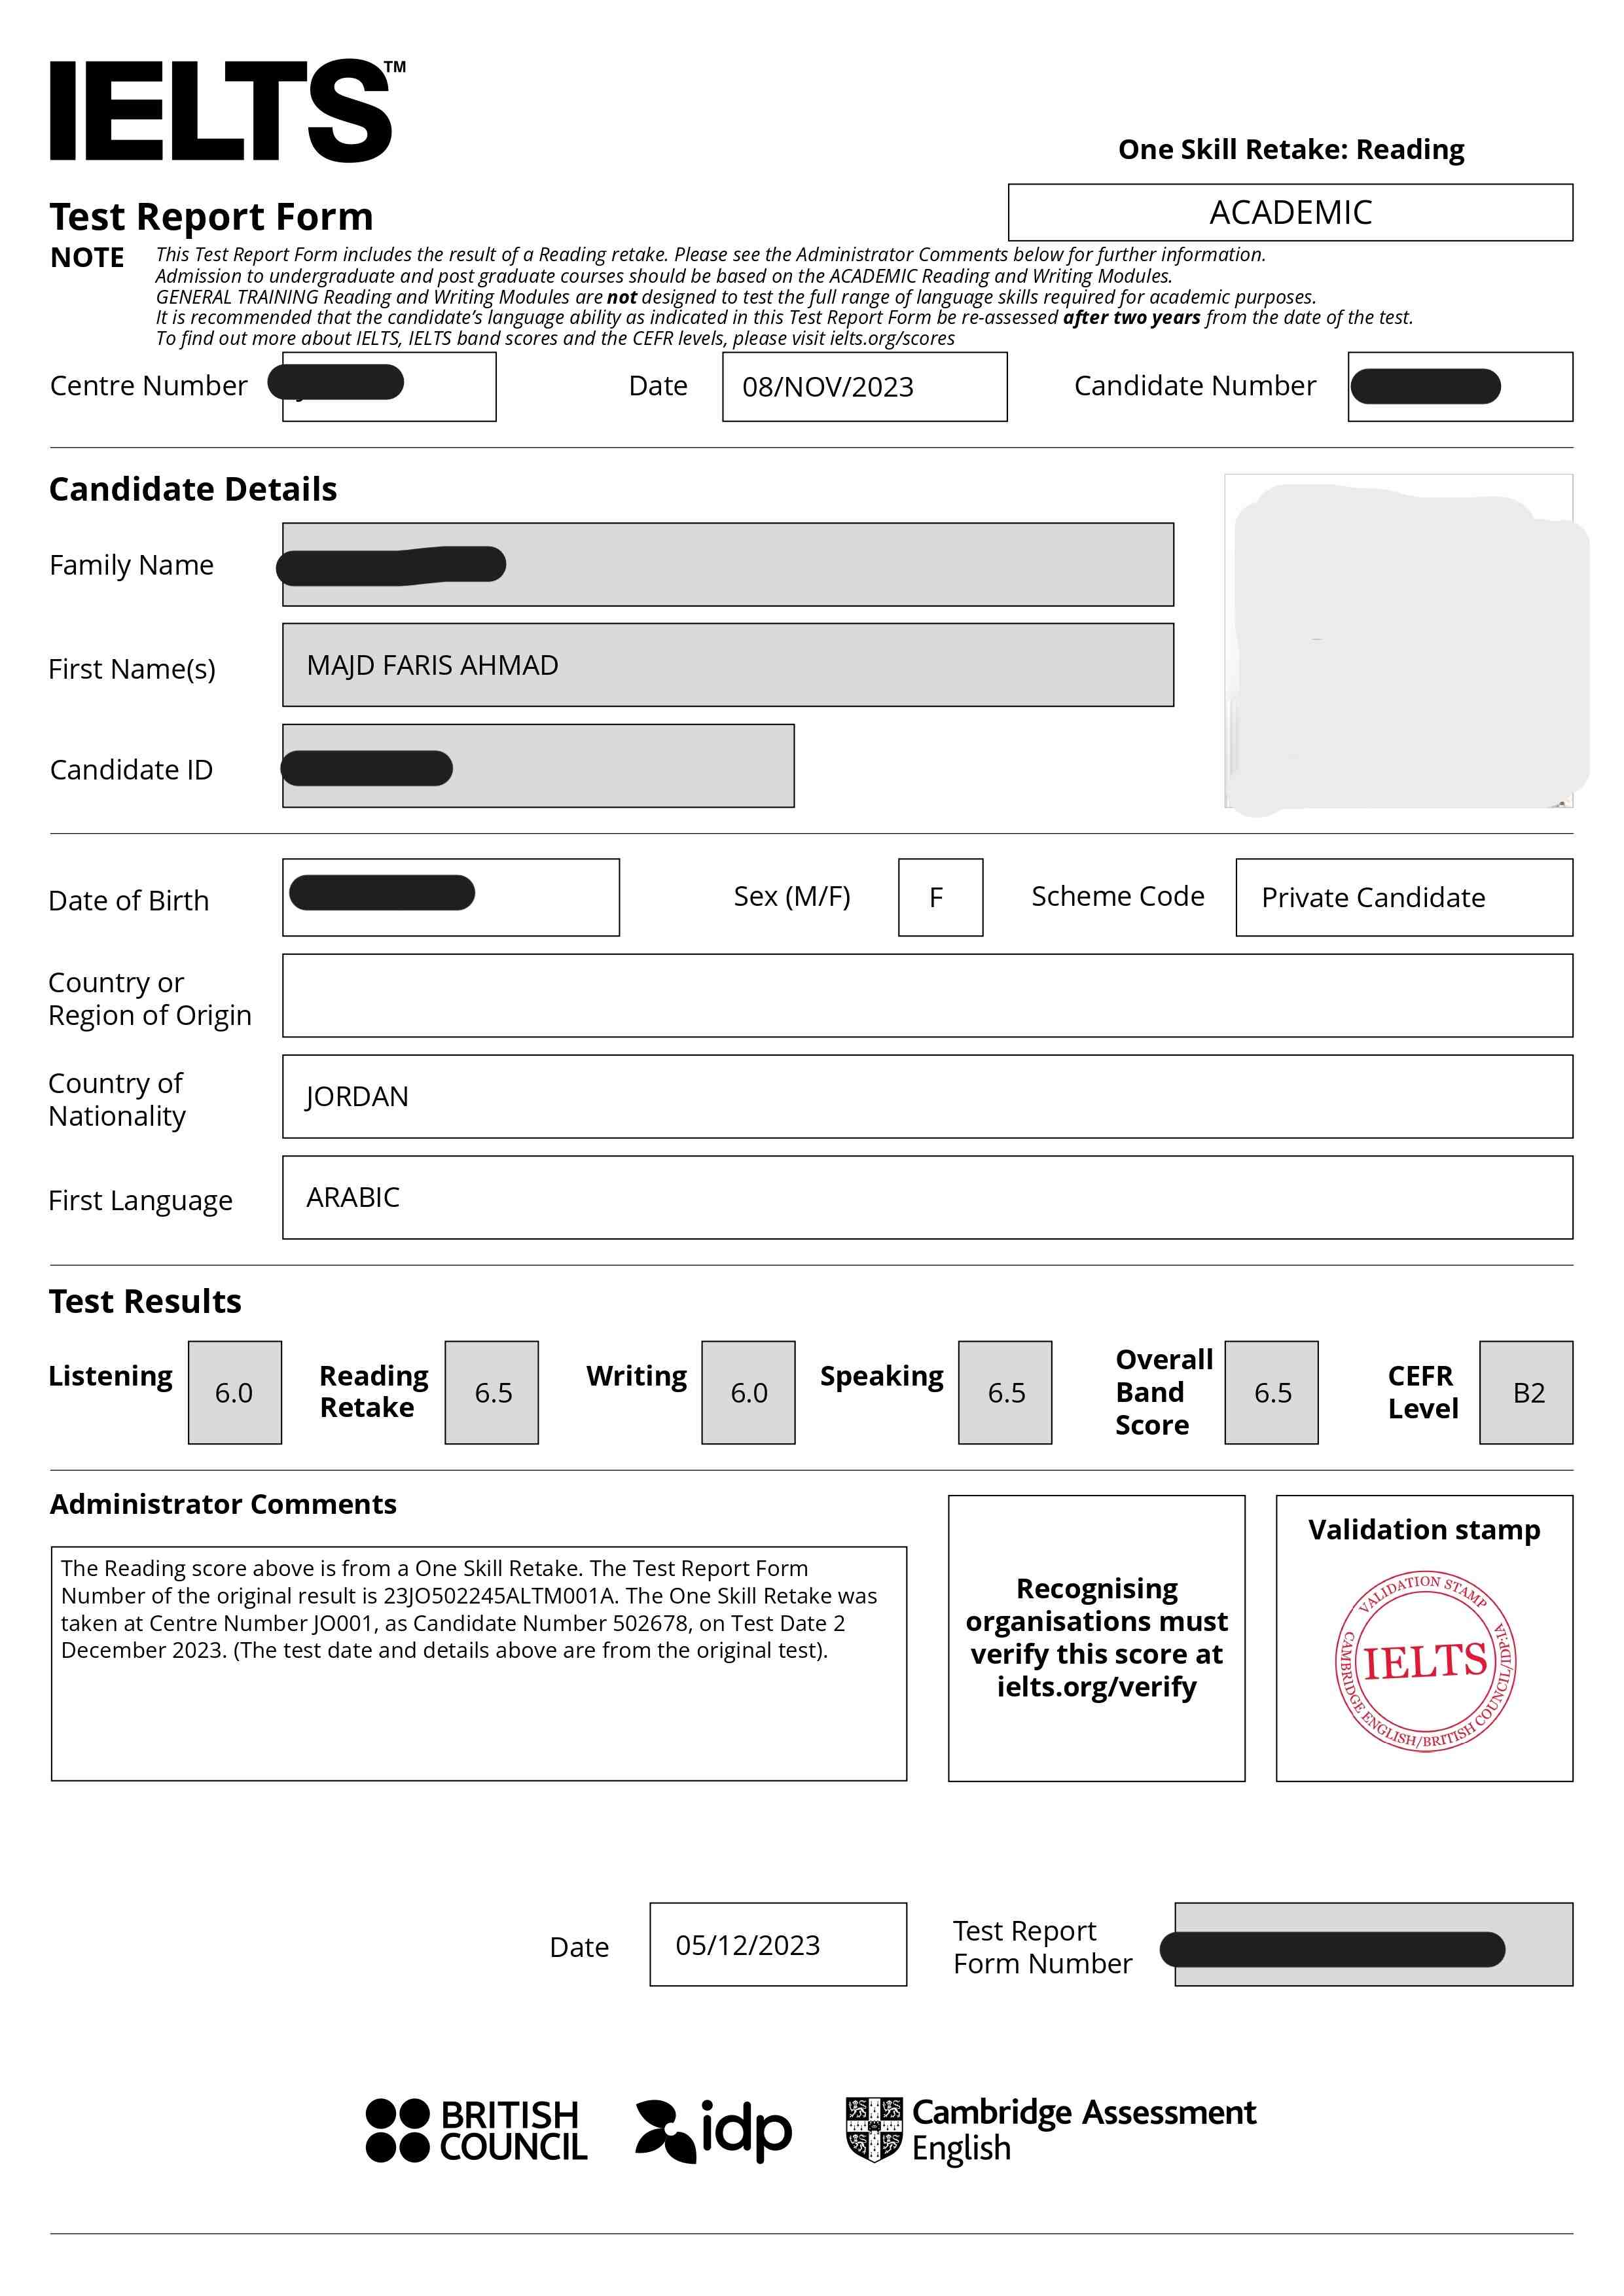 IELTS™
One Skill Retake: Reading
ACADEMIC
Test Report Form
NOTE
This Test Report Form includes the result of a Reading retake. Please see the Administrator Comments below for further information.
Admission to undergraduate and post graduate courses should be based on the ACADEMIC Reading and Writing Modules.
GENERAL TRAINING Reading and Writing Modules are not designed to test the full range of language skills required for academic purposes.
It is recommended that the candidate's language ability as indicated in this Test Report Form be re-assessed after two years from the date of the test.
To find out more about IELTS, IELTS band scores and the CEFR levels, please visit ielts.org/scores
Centre Number
Date 08/NOV/2023
Candidate Number
Candidate Details
Family Name
First Name(s) MAJD FARIS AHMAD
Candidate ID
Date of Birth
Sex (M/F) F
Scheme Code Private Candidate
Country or
Region of Origin
Country of
Nationality
JORDAN
First Language ARABIC
Test Results
Listening 6.0
Reading
Retake
6.5
Writing 6.0
Speaking 6.5
Overall
Band
Score
6.5
CEFR
Level
B2
Administrator Comments
The Reading score above is from a One Skill Retake. The Test Report Form
Number of the original result is 23JO502245ALTM001A. The One Skill Retake was
taken at Centre Number JO001, as Candidate Number 502678, on Test Date 2
December 2023. (The test date and details above are from the original test).
Recognising
organisations must
verify this score at
ielts.org/verify
Validation stamp
VALIDATION STAMP
IELTS
CAMBRIDGE ENGLISH/BRITISH COUNCIL/IDP:IA
Date 05/12/2023
Test Report
Form Number
BRITISH
COUNCIL
idp
Cambridge Assessment
English